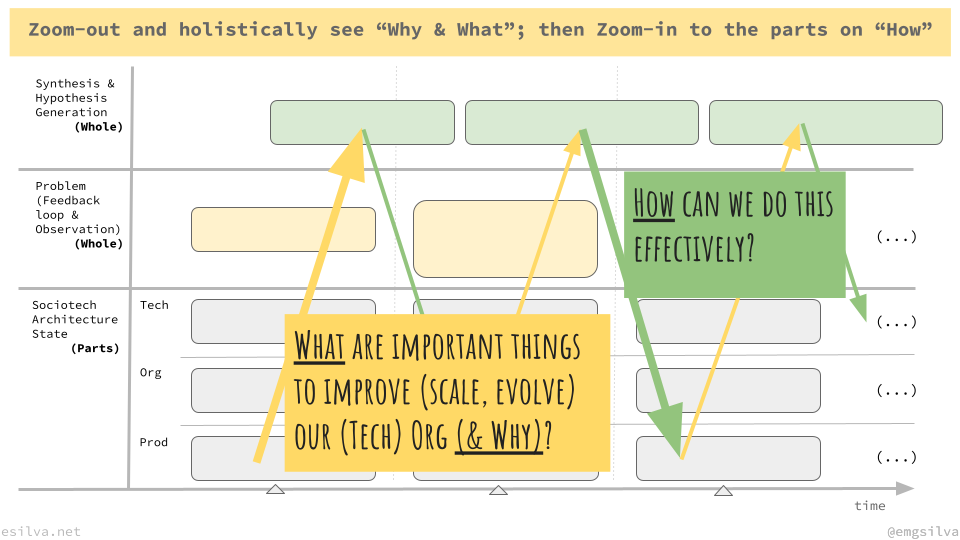 Zoom-out and holistically see “Why & What”; then Zoom-in to the parts on “How”
Synthesis &
Hypothesis
Generation
(Whole)
Problem
(Feedback
loop &
Observation)
(Whole)
HOW CAN WE DO THIS
EFFECTIVELY?
(...)
Sociotech
Architecture
State
(Parts)
Tech
(...)
WHAT ARE IMPORTANT THINGS
TO IMPROVE (SCALE, EVOLVE)
OUR (TECH) ORG (& WHY)?
Org
(...)
Prod
(...)
time
esilva.net
@emgsilva